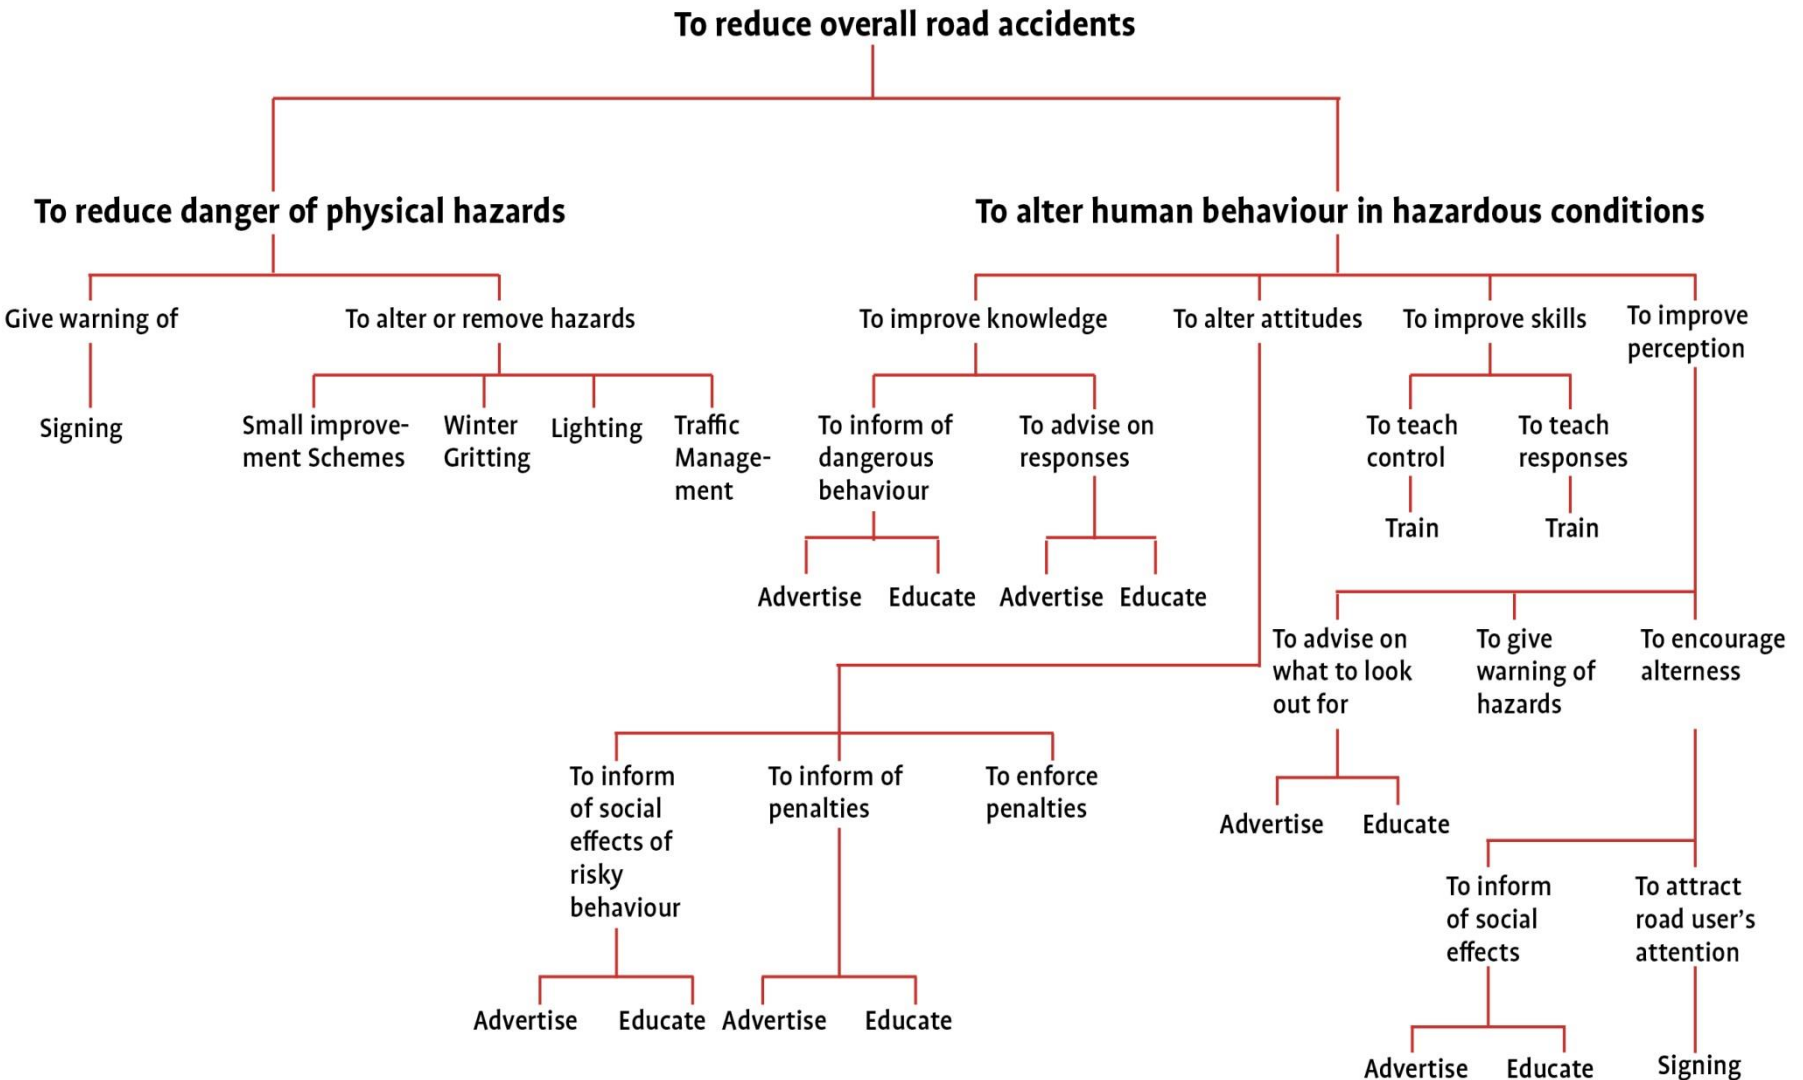 To reduce overall road accidents
To reduce danger of physical hazards
To alter human behaviour in hazardous conditions
Give warning of
To alter or remove hazards
To improve knowledge
To alter attitudes
To improve skills
To improve
perception
Signing
Small improve-
ment Schemes
Winter
Gritting
Lighting
Traffic
Manage-
ment
To inform of
dangerous
behaviour
To advise on
responses
To teach
control
To teach
responses
Train
Train
Advertise
Educate
Advertise
Educate
To advise on
what to look
out for
To give
warning of
hazards
To encourage
alterness
To inform
of social
effects of
risky
behaviour
To inform of
penalties
To enforce
penalties
Advertise
Educate
To inform
of social
effects
To attract
road user’s
attention
Advertise
Educate
Advertise
Educate
Advertise
Educate
Signing